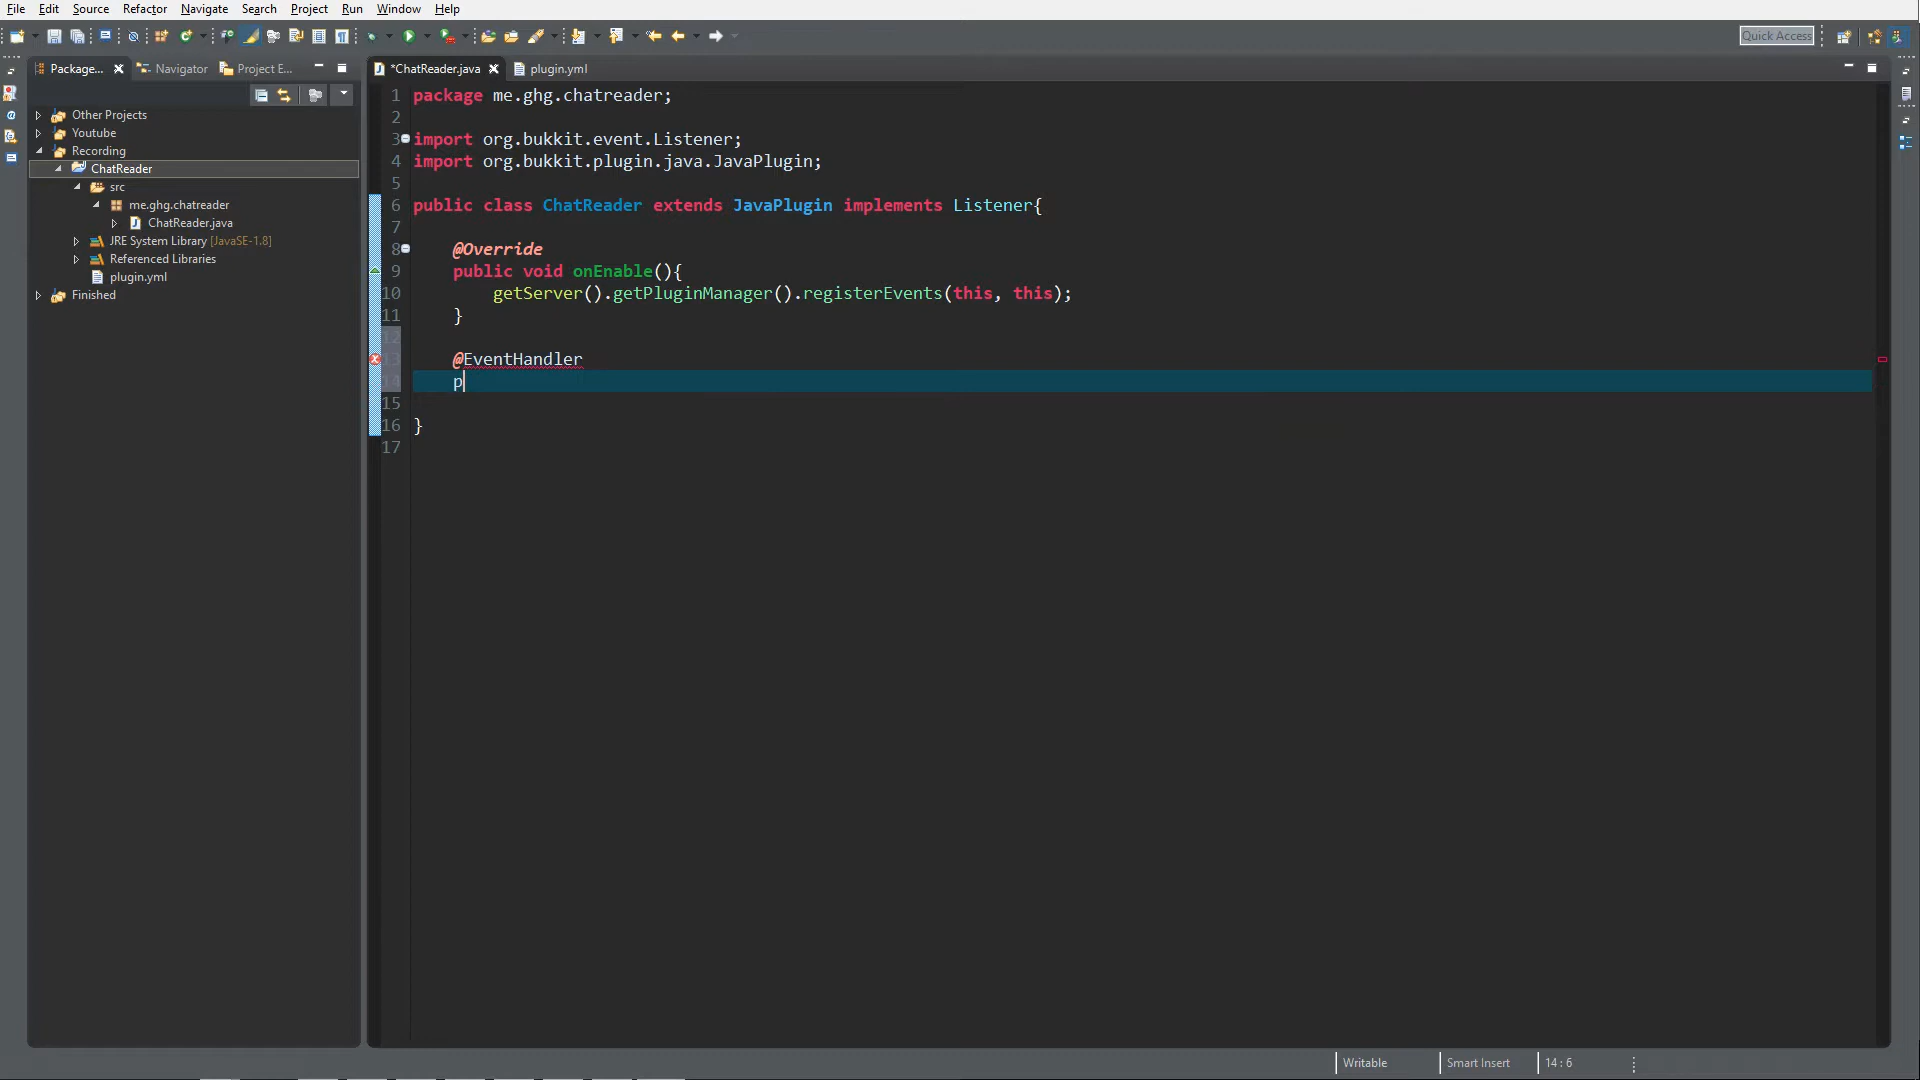 File Edit Source Refactor Navigate Search Project Run Window Help
Quick Access
Package... Navigator Project E...
*ChatReader.java plugin.yml
Other Projects
Youtube
Recording
ChatReader
src
me.ghg.chatreader
ChatReader.java
JRE System Library [JavaSE-1.8]
Referenced Libraries
plugin.yml
Finished
1 package me.ghg.chatreader;
2
3 import org.bukkit.event.Listener;
4 import org.bukkit.plugin.java.JavaPlugin;
5
6 public class ChatReader extends JavaPlugin implements Listener{
7
8 @Override
9 public void onEnable(){
10 getServer().getPluginManager().registerEvents(this, this);
11 }
12
13 @EventHandler
14 p
15
16 }
17
Writable Smart Insert 14 : 6